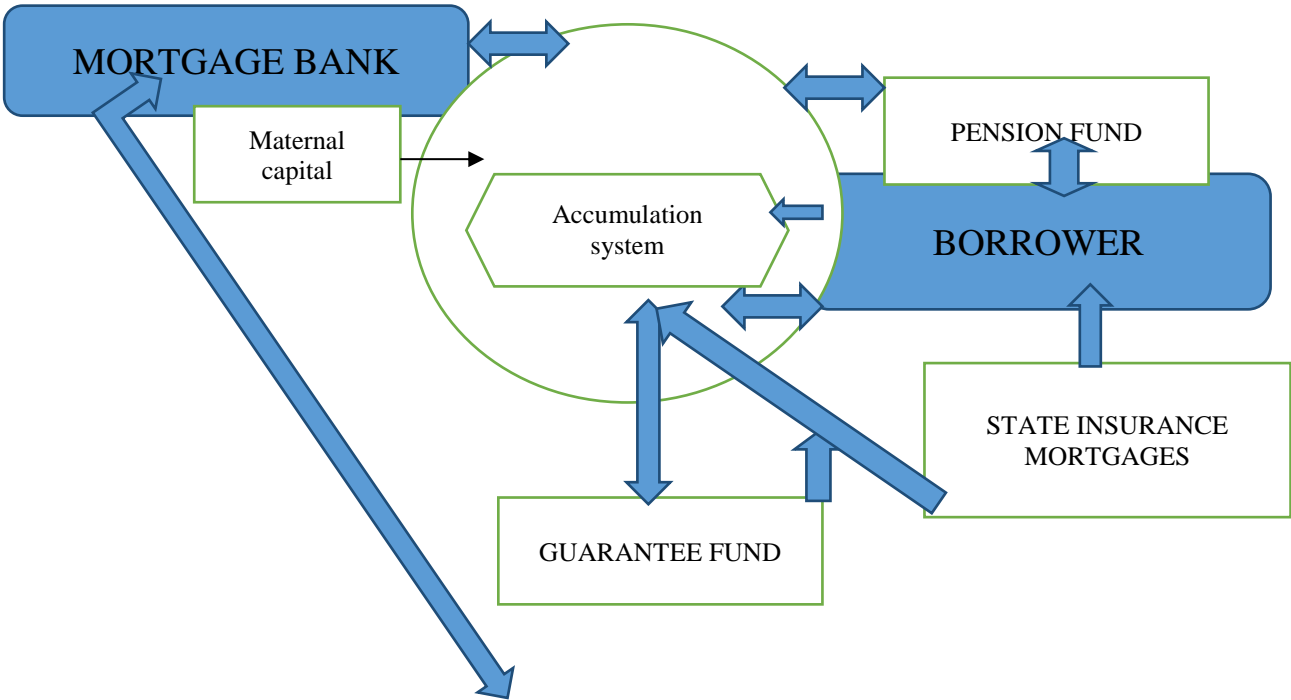 MORTGAGE BANK
Maternal
capital
PENSION FUND
Accumulation
system
BORROWER
STATE INSURANCE
MORTGAGES
GUARANTEE FUND